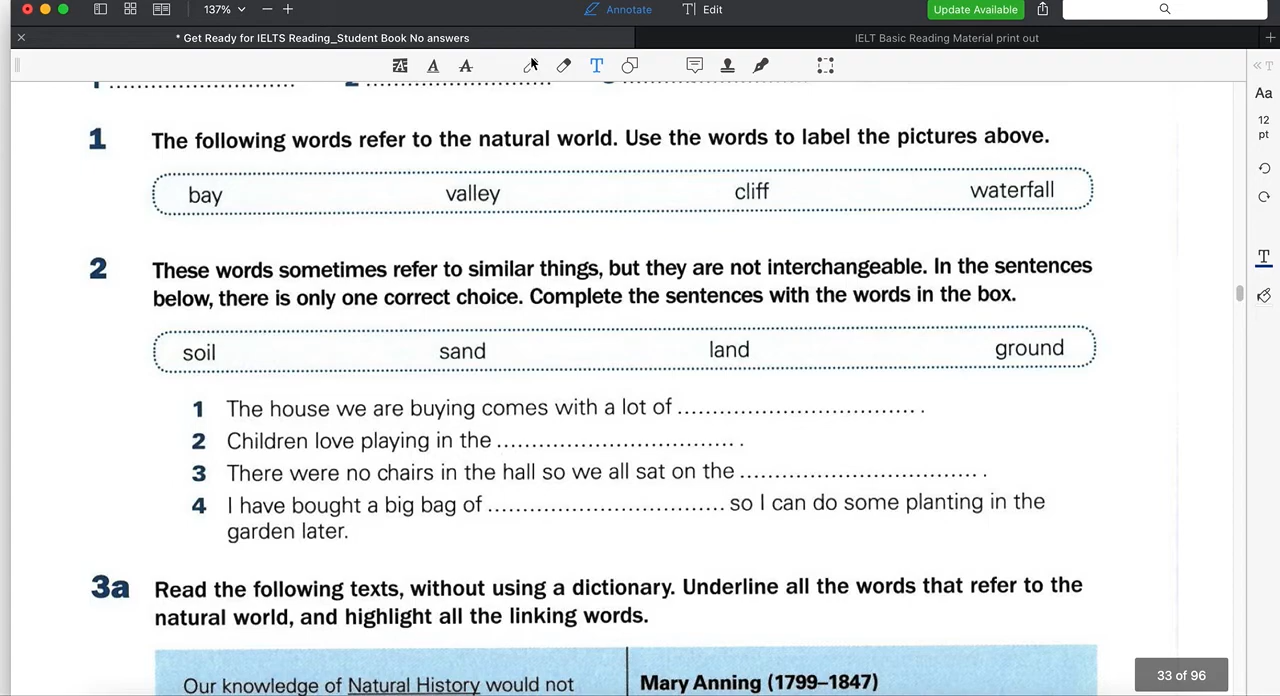 137%
Annotate
T Edit
Update Available
* Get Ready for IELTS Reading_Student Book No answers
IELT Basic Reading Material print out
Aa
12
pt
1 The following words refer to the natural world. Use the words to label the pictures above.
bay valley cliff waterfall
2 These words sometimes refer to similar things, but they are not interchangeable. In the sentences
below, there is only one correct choice. Complete the sentences with the words in the box.
soil sand land ground
1 The house we are buying comes with a lot of .................................. .
2 Children love playing in the .................................. .
3 There were no chairs in the hall so we all sat on the .................................. .
4 I have bought a big bag of .................................. so I can do some planting in the
garden later.
3a Read the following texts, without using a dictionary. Underline all the words that refer to the
natural world, and highlight all the linking words.
Our knowledge of Natural History would not
Mary Anning (1799–1847)
33 of 96